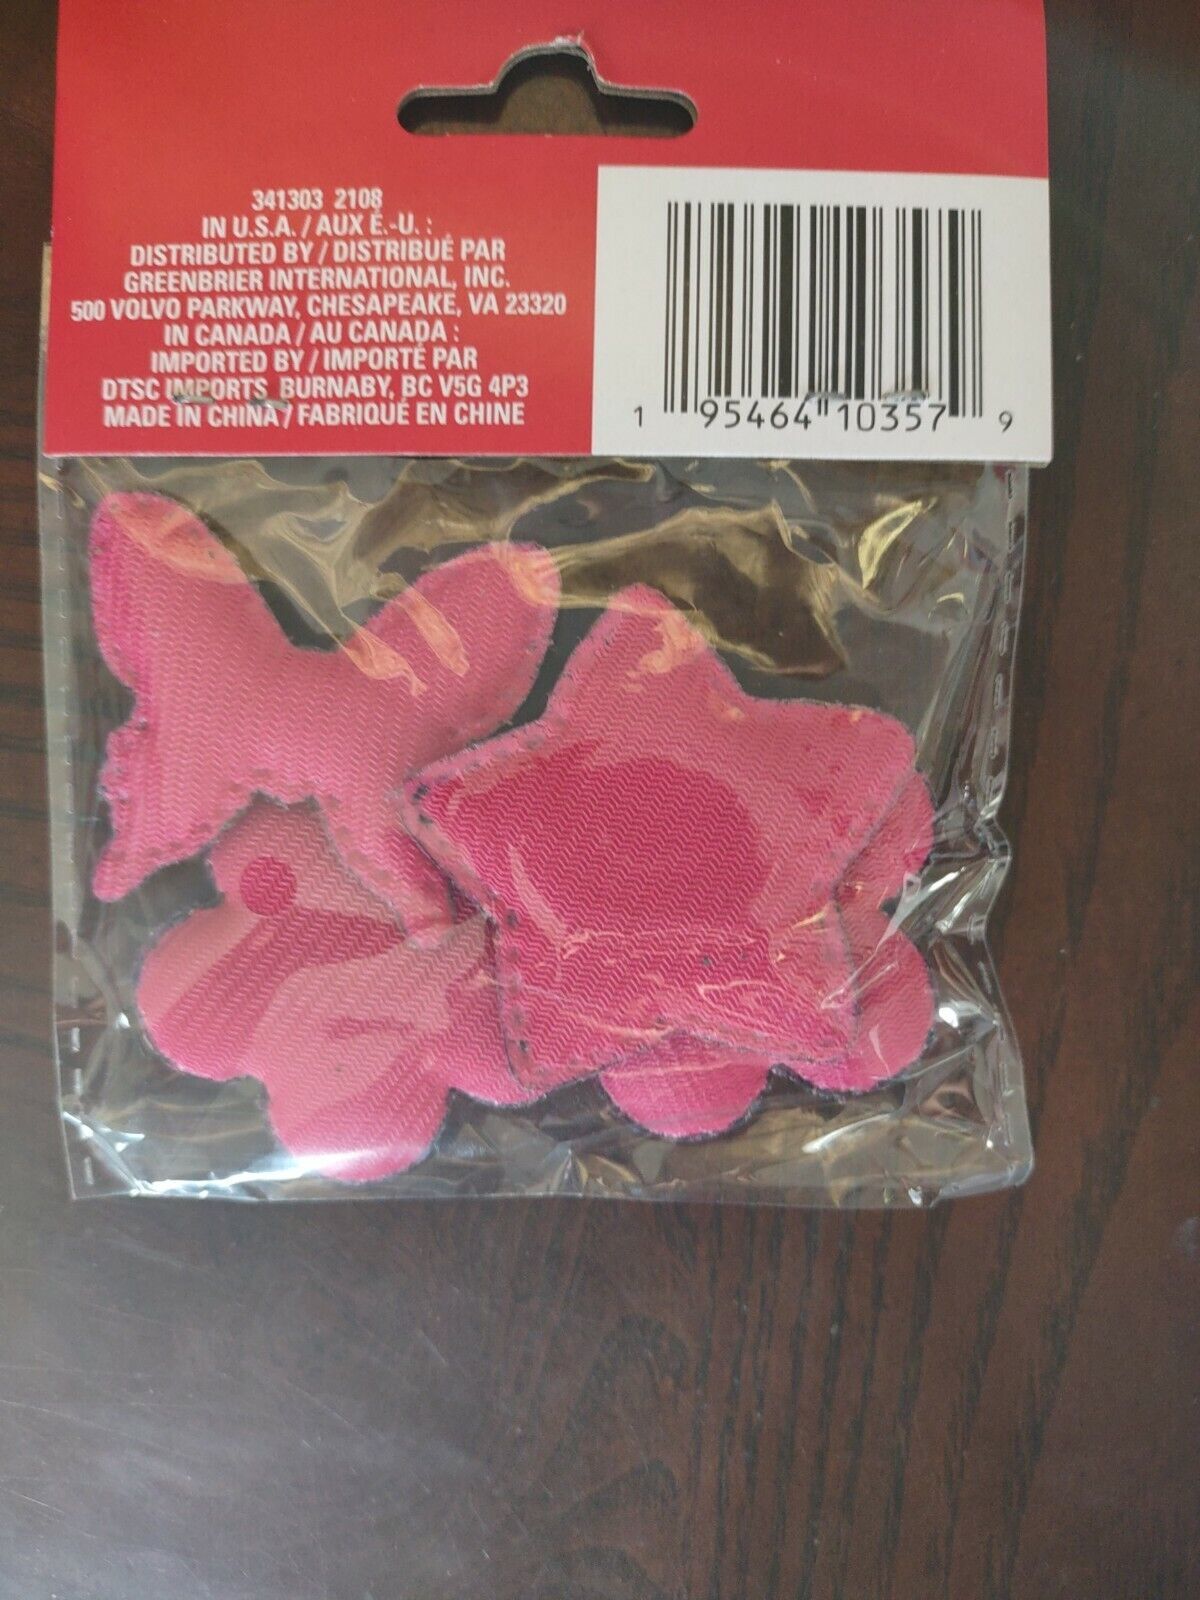 341303 2108
IN U.S.A. / AUX É.-U. :
DISTRIBUTED BY / DISTRIBUÉ PAR
GREENBRIER INTERNATIONAL, INC.
500 VOLVO PARKWAY, CHESAPEAKE, VA 23320
IN CANADA / AU CANADA :
IMPORTED BY / IMPORTÉ PAR
DTSC IMPORTS, BURNABY, BC V5G 4P3
MADE IN CHINA / FABRIQUÉ EN CHINE
1 95464 10357 9